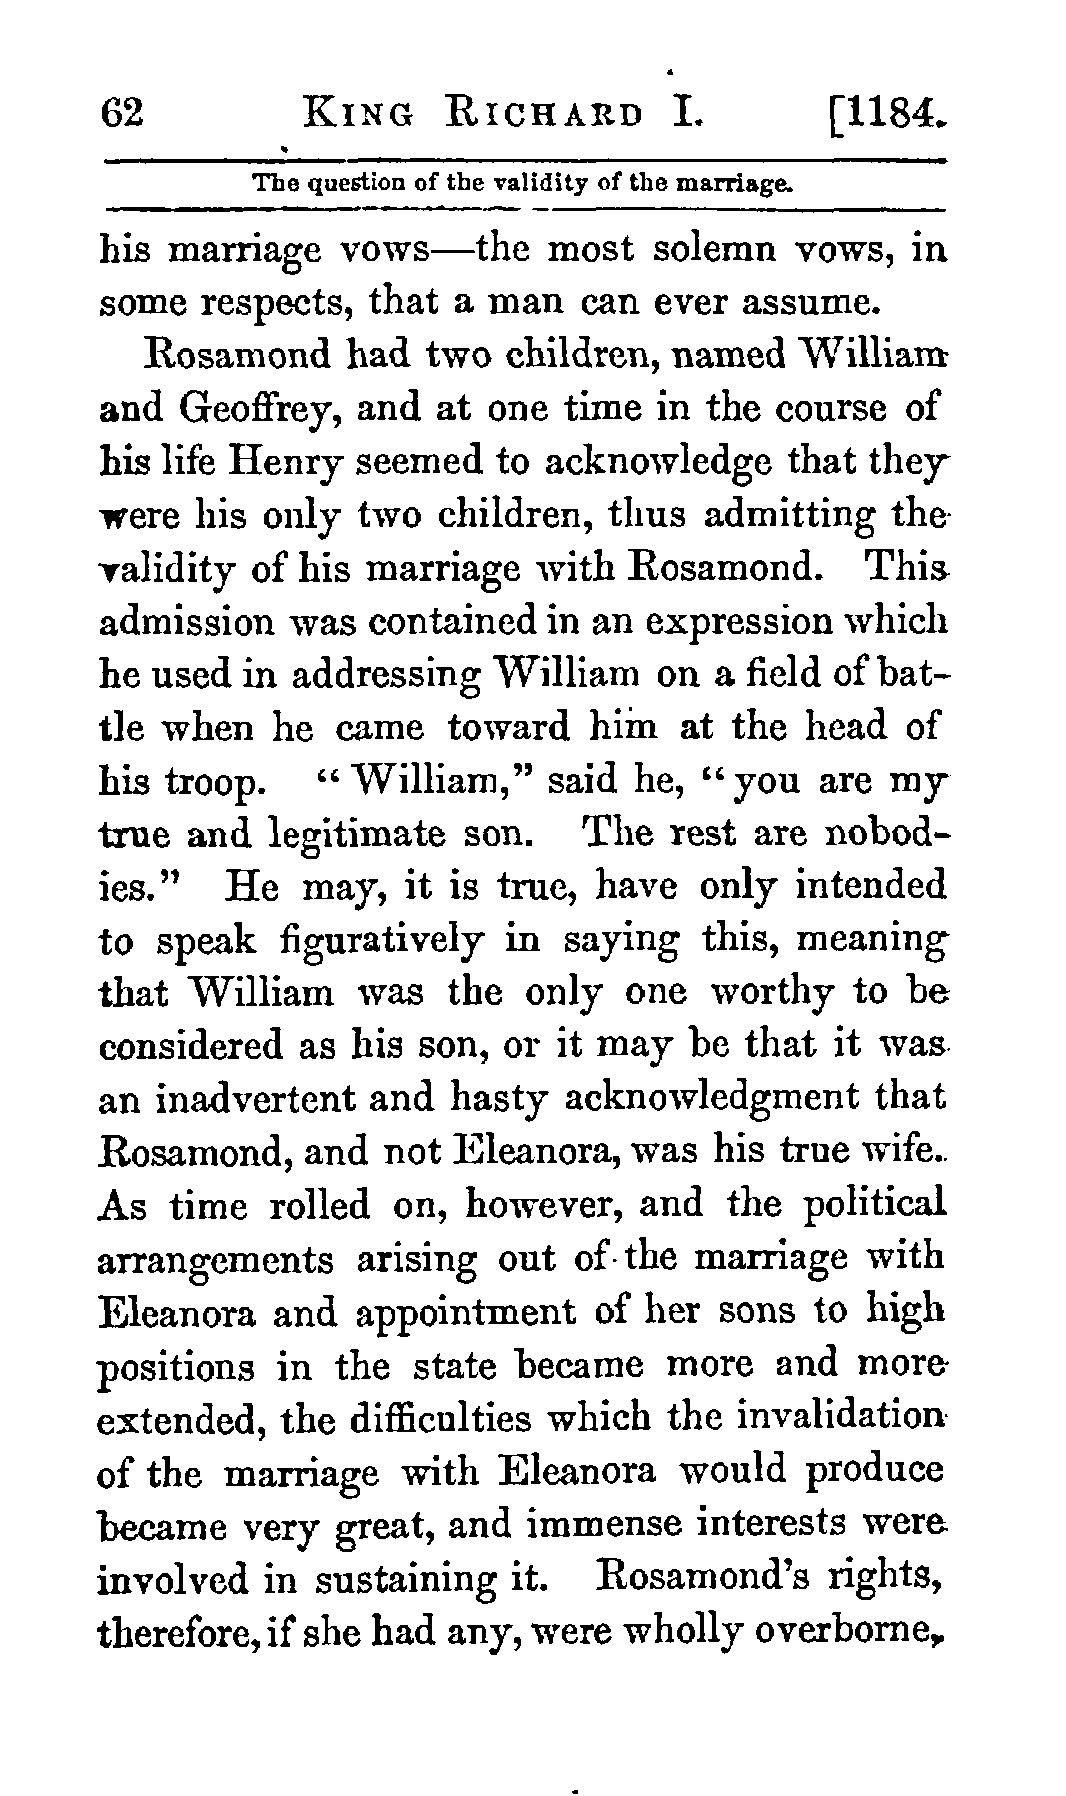 62 KING RICHARD I. [1184.
The question of the validity of the marriage.
his marriage vows—the most solemn vows, in
some respects, that a man can ever assume.
Rosamond had two children, named William
and Geoffrey, and at one time in the course of
his life Henry seemed to acknowledge that they
were his only two children, thus admitting the
validity of his marriage with Rosamond. This
admission was contained in an expression which
he used in addressing William on a field of bat-
tle when he came toward him at the head of
his troop. "William," said he, "you are my
true and legitimate son. The rest are nobod-
ies." He may, it is true, have only intended
to speak figuratively in saying this, meaning
that William was the only one worthy to be
considered as his son, or it may be that it was
an inadvertent and hasty acknowledgment that
Rosamond, and not Eleanora, was his true wife.
As time rolled on, however, and the political
arrangements arising out of the marriage with
Eleanora and appointment of her sons to high
positions in the state became more and more
extended, the difficulties which the invalidation
of the marriage with Eleanora would produce
became very great, and immense interests were
involved in sustaining it. Rosamond's rights,
therefore, if she had any, were wholly overborne,